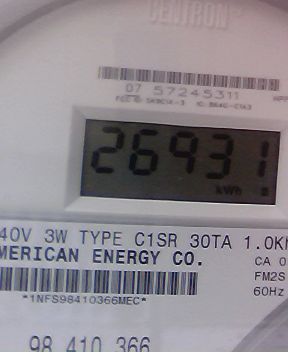 CENTRON
07 57245311
26931
kWh
40V 3W TYPE C1SR 30TA 1.0K
MERICAN ENERGY CO.
CA 0
FM2S
60Hz
*1NFS98410366MEC*
98 410 366